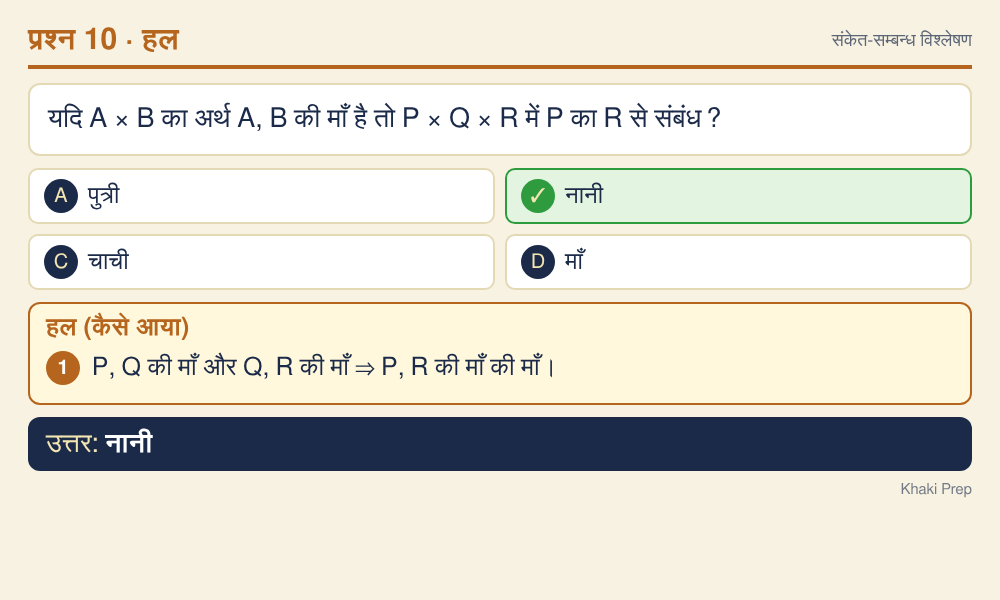 प्रश्न 10 · हल
संकेत-सम्बन्ध विश्लेषण
यदि A × B का अर्थ A, B की माँ है तो P × Q × R में P का R से संबंध ?
A पुत्री
✓ नानी
C चाची
D माँ
हल (कैसे आया)
1 P, Q की माँ और Q, R की माँ ⇒ P, R की माँ की माँ।
उत्तर: नानी
Khaki Prep